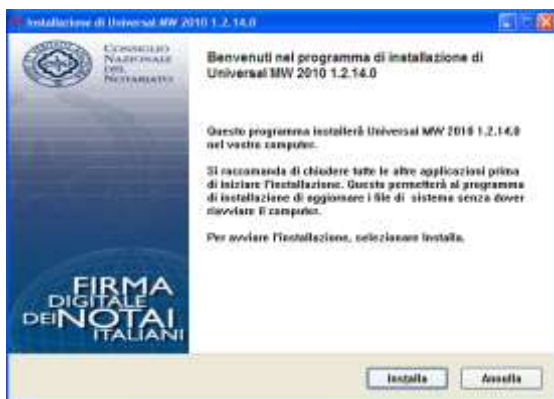 Installazione di Universal MW 2010 1.2.14.0
CONSIGLIO
NAZIONALE
DEL
NOTARIATO
Benvenuti nel programma di installazione di
Universal MW 2010 1.2.14.0
Questo programma installerà Universal MW 2010 1.2.14.0
nel vostro computer.
Si raccomanda di chiudere tutte le altre applicazioni prima
di iniziare l'installazione. Questo permetterà al programma
di installazione di aggiornare i file di sistema senza dover
riavviare il computer.
Per avviare l'installazione, selezionare Installa.
FIRMA
DIGITALE
DEI NOTAI
ITALIANI
Installa
Annulla